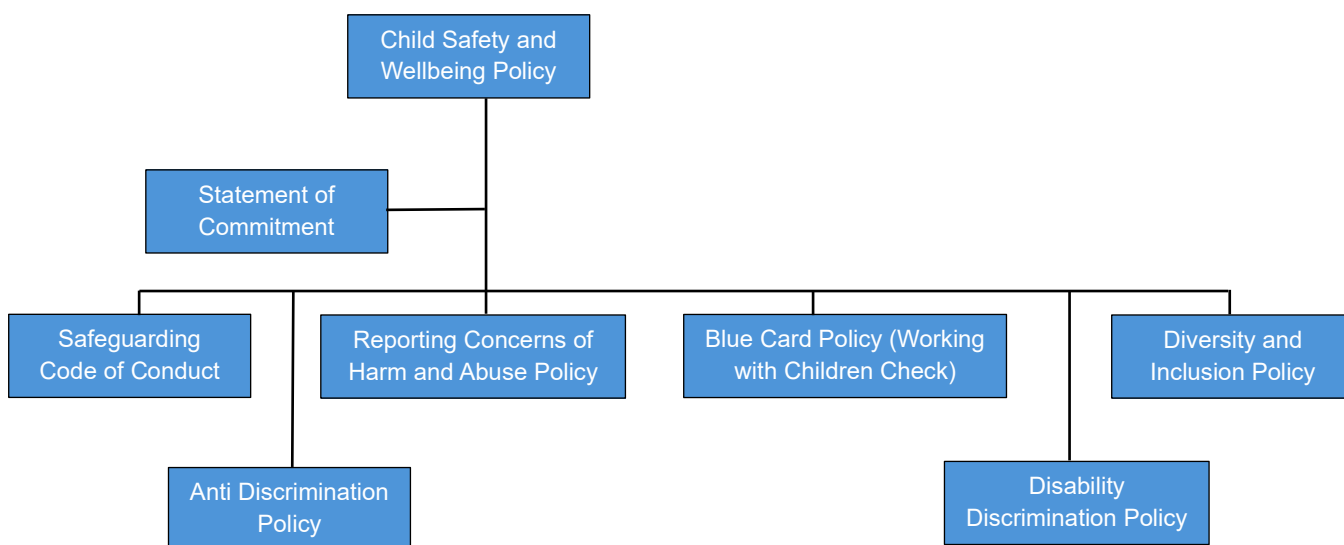 Child Safety and
Wellbeing Policy
Statement of
Commitment
Safeguarding
Code of Conduct
Reporting Concerns of
Harm and Abuse Policy
Blue Card Policy (Working
with Children Check)
Diversity and
Inclusion Policy
Anti Discrimination
Policy
Disability
Discrimination Policy